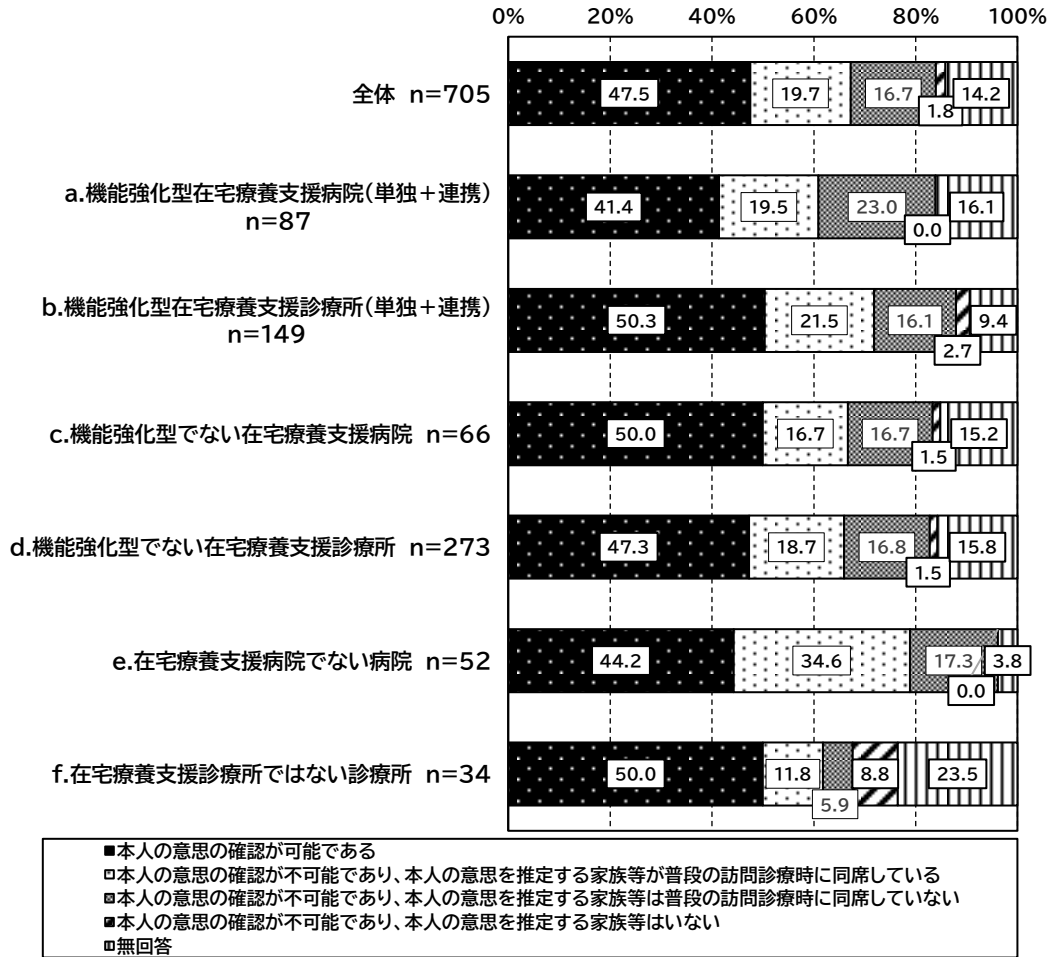 0% 20% 40% 60% 80% 100%
全体 n=705
47.5 19.7 16.7 1.8 14.2
a.機能強化型在宅療養支援病院(単独+連携)
n=87
41.4 19.5 23.0 0.0 16.1
b.機能強化型在宅療養支援診療所(単独+連携)
n=149
50.3 21.5 16.1 2.7 9.4
c.機能強化型でない在宅療養支援病院 n=66
50.0 16.7 16.7 1.5 15.2
d.機能強化型でない在宅療養支援診療所 n=273
47.3 18.7 16.8 1.5 15.8
e.在宅療養支援病院でない病院 n=52
44.2 34.6 17.3 0.0 3.8
f.在宅療養支援診療所ではない診療所 n=34
50.0 11.8 5.9 8.8 23.5
本人の意思の確認が可能である
本人の意思の確認が不可能であり、本人の意思を推定する家族等が普段の訪問診療時に同席している
本人の意思の確認が不可能であり、本人の意思を推定する家族等は普段の訪問診療時に同席していない
本人の意思の確認が不可能であり、本人の意思を推定する家族等はいない
無回答